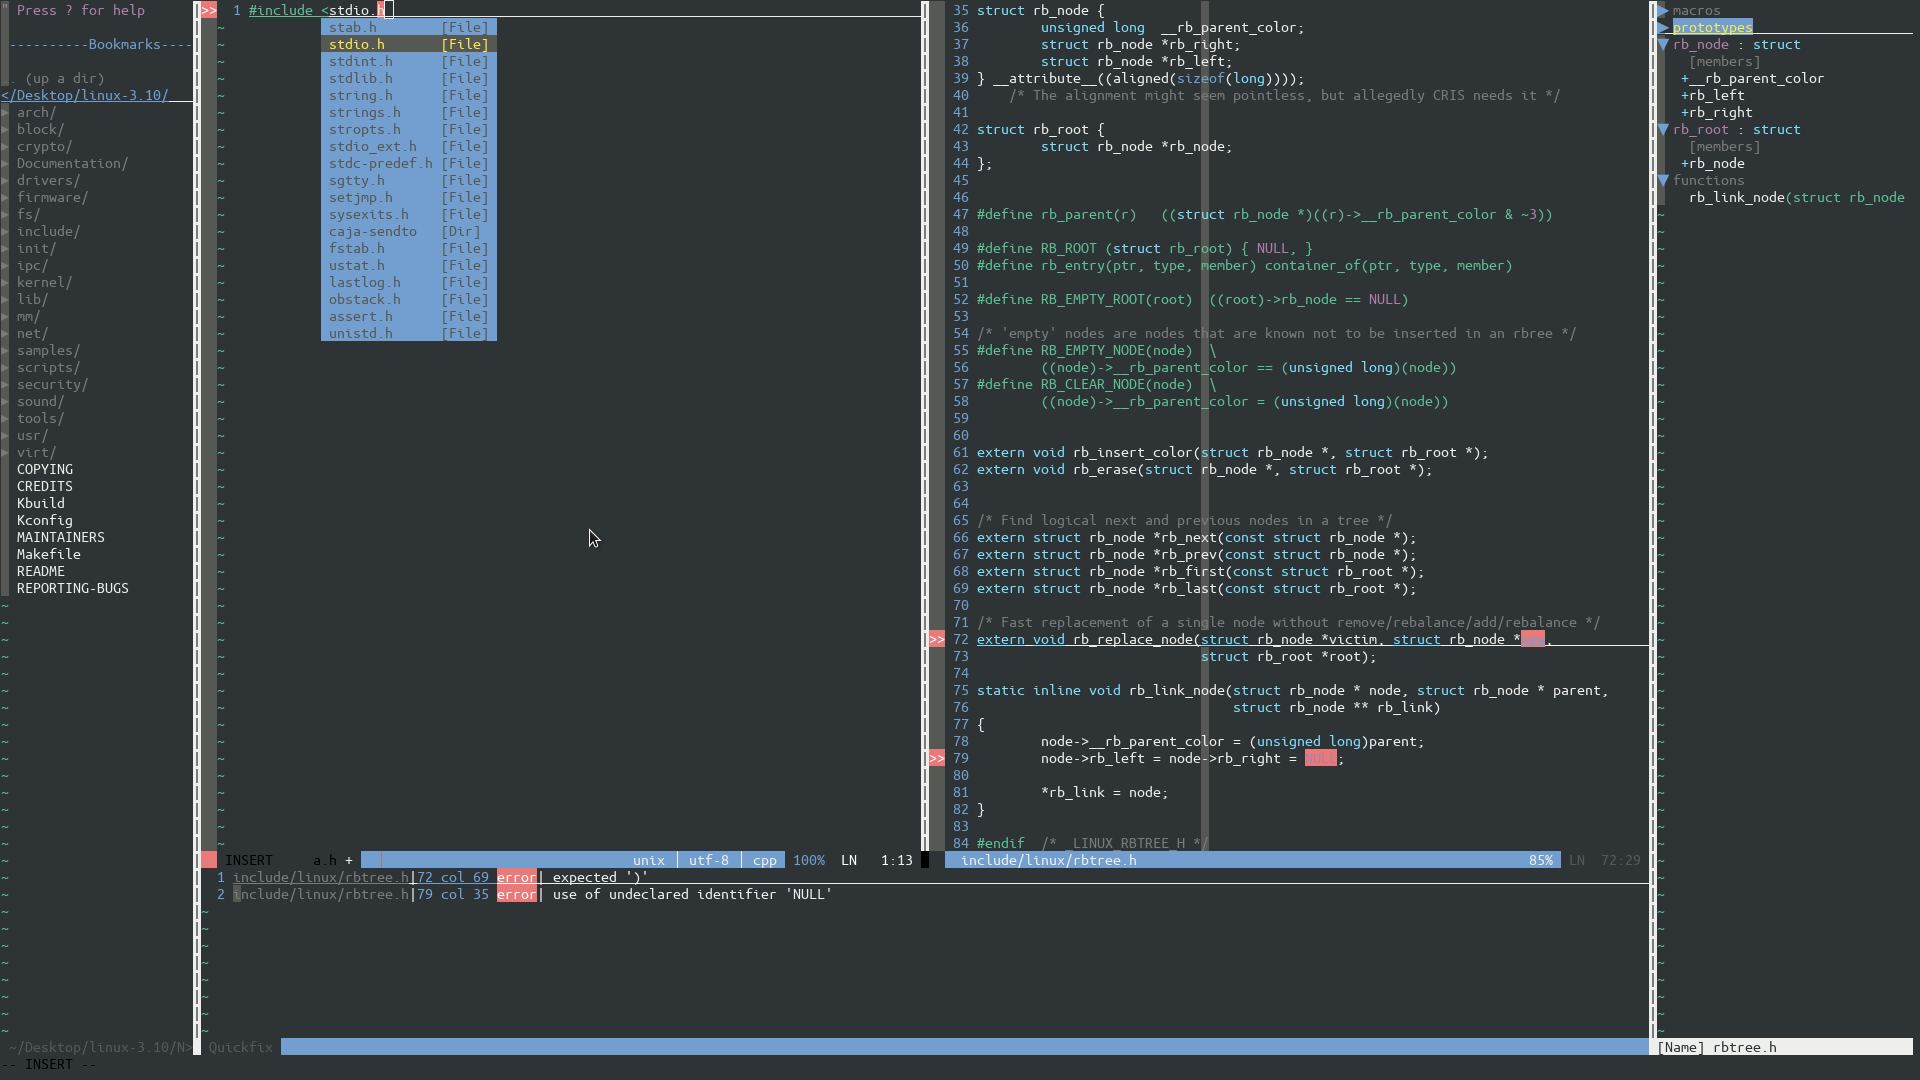 " Press ? for help
----------Bookmarks----
.. (up a dir)
</Desktop/linux-3.10/
▶ arch/
▶ block/
▶ crypto/
▶ Documentation/
▶ drivers/
▶ firmware/
▶ fs/
▶ include/
▶ init/
▶ ipc/
▶ kernel/
▶ lib/
▶ mm/
▶ net/
▶ samples/
▶ scripts/
▶ security/
▶ sound/
▶ tools/
▶ usr/
▶ virt/
COPYING
CREDITS
Kbuild
Kconfig
MAINTAINERS
Makefile
README
REPORTING-BUGS
~/Desktop/linux-3.10/N>
-- INSERT --
>> 1 #include <stdio.h
stab.h [File]
stdio.h [File]
stdint.h [File]
stdlib.h [File]
string.h [File]
strings.h [File]
stropts.h [File]
stdio_ext.h [File]
stdc-predef.h [File]
sgtty.h [File]
setjmp.h [File]
sysexits.h [File]
caja-sendto [Dir]
fstab.h [File]
ustat.h [File]
lastlog.h [File]
obstack.h [File]
assert.h [File]
unistd.h [File]
INSERT a.h + unix | utf-8 | cpp 100% LN 1:13
35 struct rb_node {
36 unsigned long __rb_parent_color;
37 struct rb_node *rb_right;
38 struct rb_node *rb_left;
39 } __attribute__((aligned(sizeof(long))));
40 /* The alignment might seem pointless, but allegedly CRIS needs it */
41
42 struct rb_root {
43 struct rb_node *rb_node;
44 };
45
46
47 #define rb_parent(r) ((struct rb_node *)((r)->__rb_parent_color & ~3))
48
49 #define RB_ROOT (struct rb_root) { NULL, }
50 #define rb_entry(ptr, type, member) container_of(ptr, type, member)
51
52 #define RB_EMPTY_ROOT(root) ((root)->rb_node == NULL)
53
54 /* 'empty' nodes are nodes that are known not to be inserted in an rbree */
55 #define RB_EMPTY_NODE(node) \
56 ((node)->__rb_parent_color == (unsigned long)(node))
57 #define RB_CLEAR_NODE(node) \
58 ((node)->__rb_parent_color = (unsigned long)(node))
59
60
61 extern void rb_insert_color(struct rb_node *, struct rb_root *);
62 extern void rb_erase(struct rb_node *, struct rb_root *);
63
64
65 /* Find logical next and previous nodes in a tree */
66 extern struct rb_node *rb_next(const struct rb_node *);
67 extern struct rb_node *rb_prev(const struct rb_node *);
68 extern struct rb_node *rb_first(const struct rb_root *);
69 extern struct rb_node *rb_last(const struct rb_root *);
70
71 /* Fast replacement of a single node without remove/rebalance/add/rebalance */
>> 72 extern void rb_replace_node(struct rb_node *victim, struct rb_node *new,
73 struct rb_root *root);
74
75 static inline void rb_link_node(struct rb_node * node, struct rb_node * parent,
76 struct rb_node ** rb_link)
77 {
78 node->__rb_parent_color = (unsigned long)parent;
>> 79 node->rb_left = node->rb_right = NULL;
80
81 *rb_link = node;
82 }
83
84 #endif /* _LINUX_RBTREE_H */
include/linux/rbtree.h 85% LN 72:29
1 include/linux/rbtree.h|72 col 69 error| expected ')'
2 include/linux/rbtree.h|79 col 35 error| use of undeclared identifier 'NULL'
Quickfix
▶ macros
▶ prototypes
▼ rb_node : struct
[members]
+__rb_parent_color
+rb_left
+rb_right
▼ rb_root : struct
[members]
+rb_node
▼ functions
rb_link_node(struct rb_node
[Name] rbtree.h